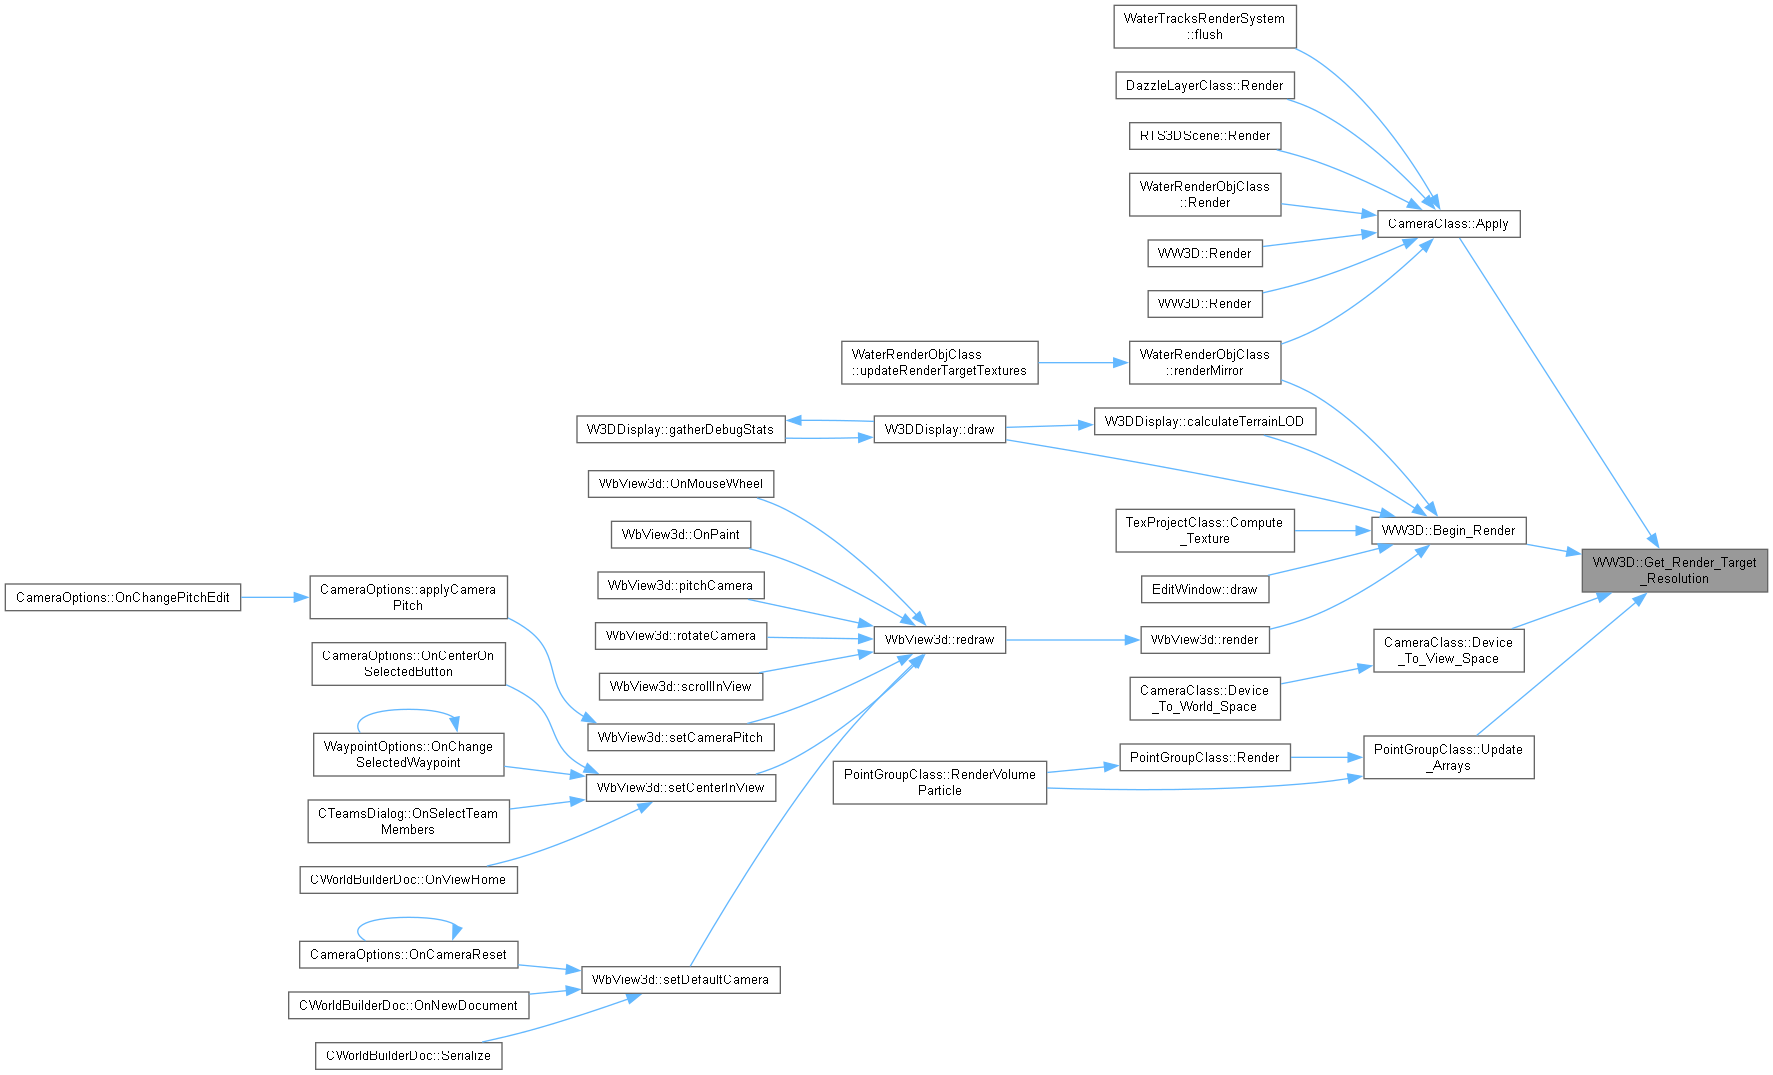 WaterTracksRenderSystem
::flush
DazzleLayerClass::Render
RTS3DScene::Render
WaterRenderObjClass
::Render
CameraClass::Apply
WW3D::Render
WW3D::Render
WaterRenderObjClass
::updateRenderTargetTextures
WaterRenderObjClass
::renderMirror
W3DDisplay::gatherDebugStats
W3DDisplay::draw
W3DDisplay::calculateTerrainLOD
WbView3d::OnMouseWheel
WbView3d::OnPaint
TexProjectClass::Compute
_Texture
WW3D::Begin_Render
WW3D::Get_Render_Target
_Resolution
CameraOptions::OnChangePitchEdit
CameraOptions::applyCamera
Pitch
WbView3d::pitchCamera
EditWindow::draw
WbView3d::rotateCamera
WbView3d::redraw
WbView3d::render
CameraClass::Device
_To_View_Space
CameraOptions::OnCenterOn
SelectedButton
WbView3d::scrollInView
CameraClass::Device
_To_World_Space
WbView3d::setCameraPitch
WaypointOptions::OnChange
SelectedWaypoint
PointGroupClass::Render
PointGroupClass::Update
_Arrays
WbView3d::setCenterInView
PointGroupClass::RenderVolume
Particle
CTeamsDialog::OnSelectTeam
Members
CWorldBuilderDoc::OnViewHome
CameraOptions::OnCameraReset
WbView3d::setDefaultCamera
CWorldBuilderDoc::OnNewDocument
CWorldBuilderDoc::Serialize